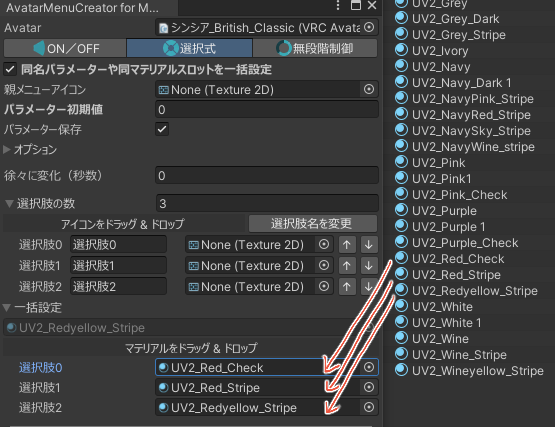 AvatarMenuCreator for M…
Avatar
シンシア_British_Classic (VRC Avata
ON／OFF
選択式
無段階制御
同名パラメーターや同マテリアルスロットを一括設定
親メニューアイコン
None (Texture 2D)
パラメーター初期値
0
パラメーター保存
オプション
徐々に変化（秒数）
0
選択肢の数
3
アイコンをドラッグ & ドロップ
選択肢名を変更
選択肢0
選択肢0
None (Texture 2D)
選択肢1
選択肢1
None (Texture 2D)
選択肢2
選択肢2
None (Texture 2D)
一括設定
UV2_Redyellow_Stripe
マテリアルをドラッグ & ドロップ
選択肢0
UV2_Red_Check
選択肢1
UV2_Red_Stripe
選択肢2
UV2_Redyellow_Stripe
UV2_Grey
UV2_Grey_Dark
UV2_Grey_Stripe
UV2_Ivory
UV2_Navy
UV2_Navy_Dark 1
UV2_NavyPink_Stripe
UV2_NavyRed_Stripe
UV2_NavySky_Stripe
UV2_NavyWine_stripe
UV2_Pink
UV2_Pink1
UV2_Pink_Check
UV2_Purple
UV2_Purple 1
UV2_Purple_Check
UV2_Red_Check
UV2_Red_Stripe
UV2_Redyellow_Stripe
UV2_White
UV2_White 1
UV2_Wine
UV2_Wine_Stripe
UV2_Wineyellow_Stripe